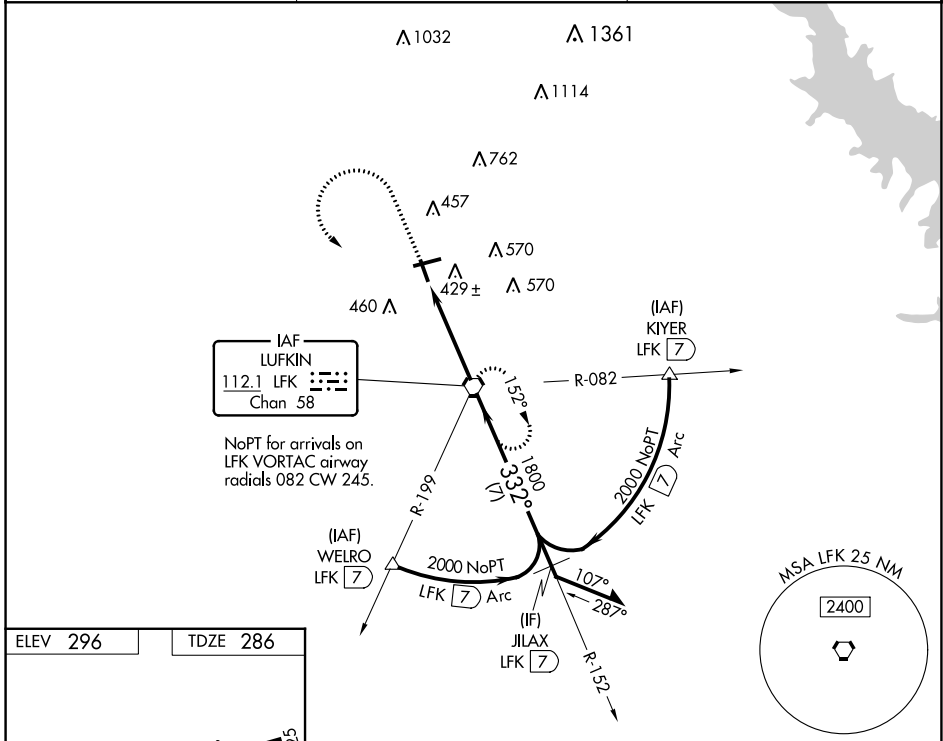 1032
1361
1114
762
457
570
429 ±
570
460
(IAF)
KIYER
LFK 7
IAF
LUFKIN
112.1 LFK
Chan 58
R-082
152°
NoPT for arrivals on
LFK VORTAC airway
radials 082 CW 245.
1800
332°
(7)
2000 NoPT
LFK 7 Arc
R-199
(IAF)
WELRO
LFK 7
2000 NoPT
LFK 7 Arc
107°
287°
(IF)
JILAX
LFK 7
R-152
MSA LFK 25 NM
2400
ELEV 296
TDZE 286